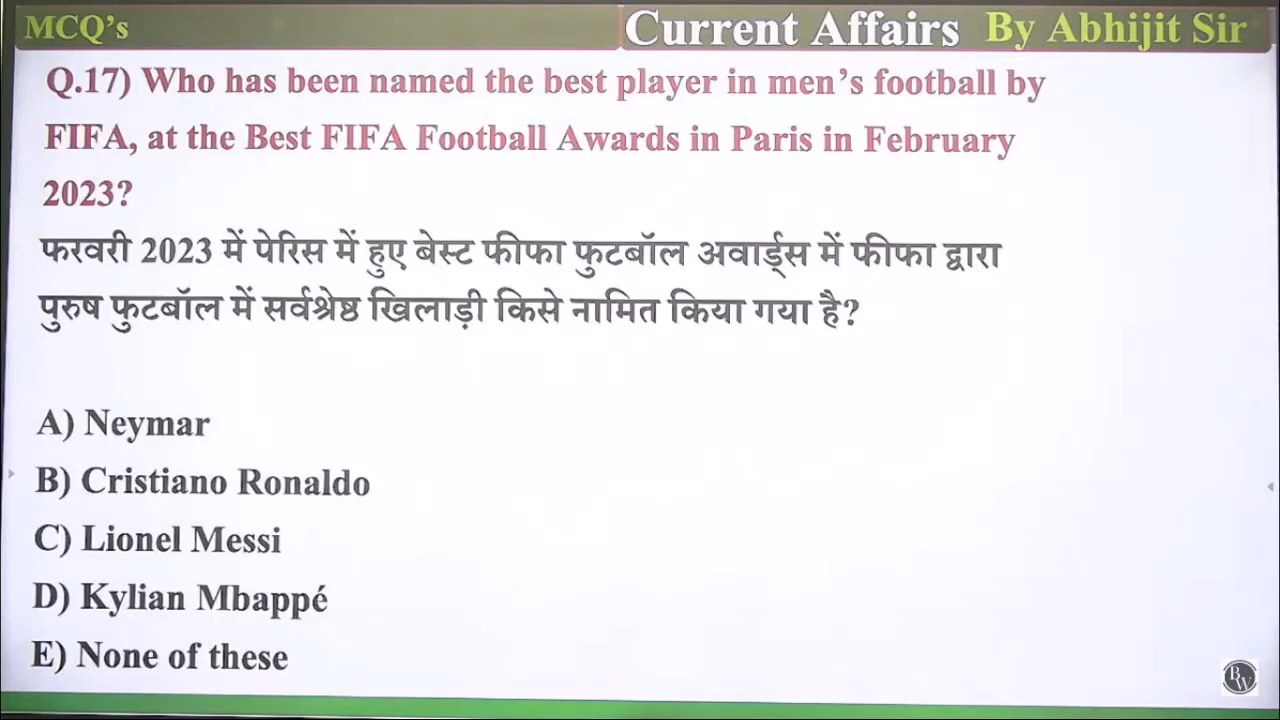 MCQ’s
Current Affairs By Abhijit Sir
Q.17) Who has been named the best player in men’s football by
FIFA, at the Best FIFA Football Awards in Paris in February
2023?
फरवरी 2023 में पेरिस में हुए बेस्ट फीफा फुटबॉल अवार्ड्स में फीफा द्वारा
पुरुष फुटबॉल में सर्वश्रेष्ठ खिलाड़ी किसे नामित किया गया है?
A) Neymar
B) Cristiano Ronaldo
C) Lionel Messi
D) Kylian Mbappé
E) None of these
PW